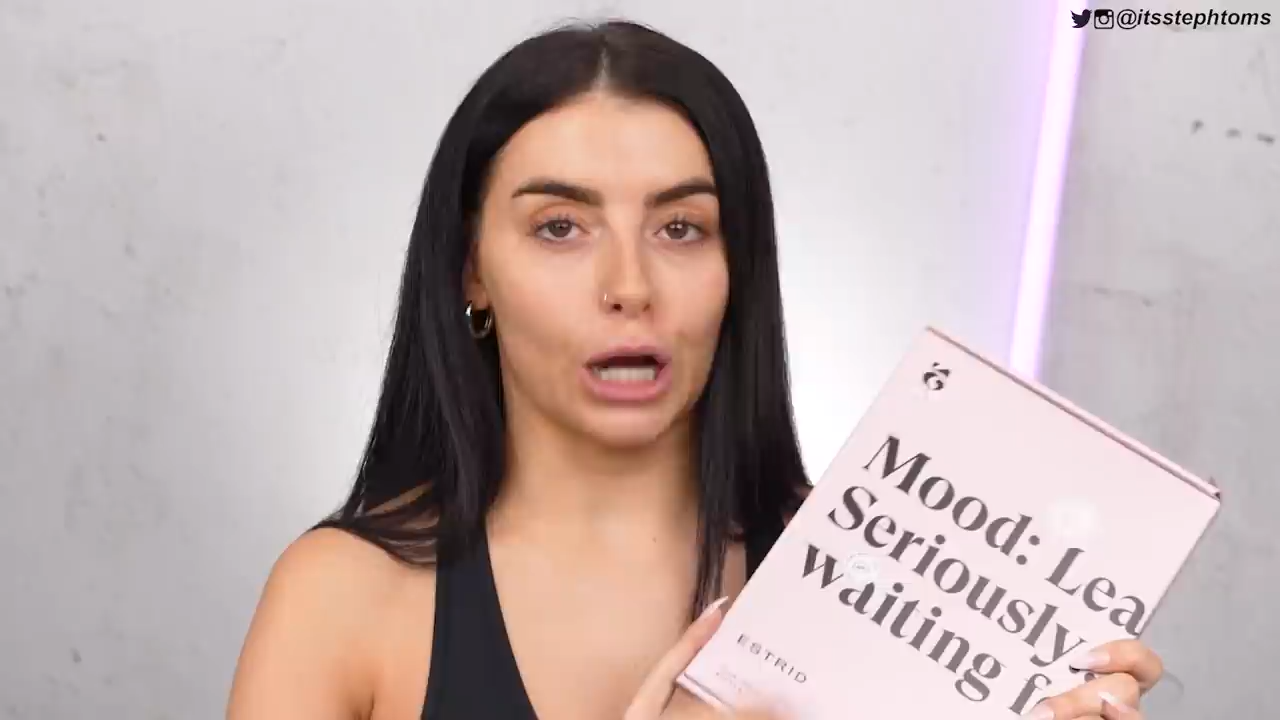 @itsstephtoms
Mood: Lea
Seriously,
waiting f
ESTRID